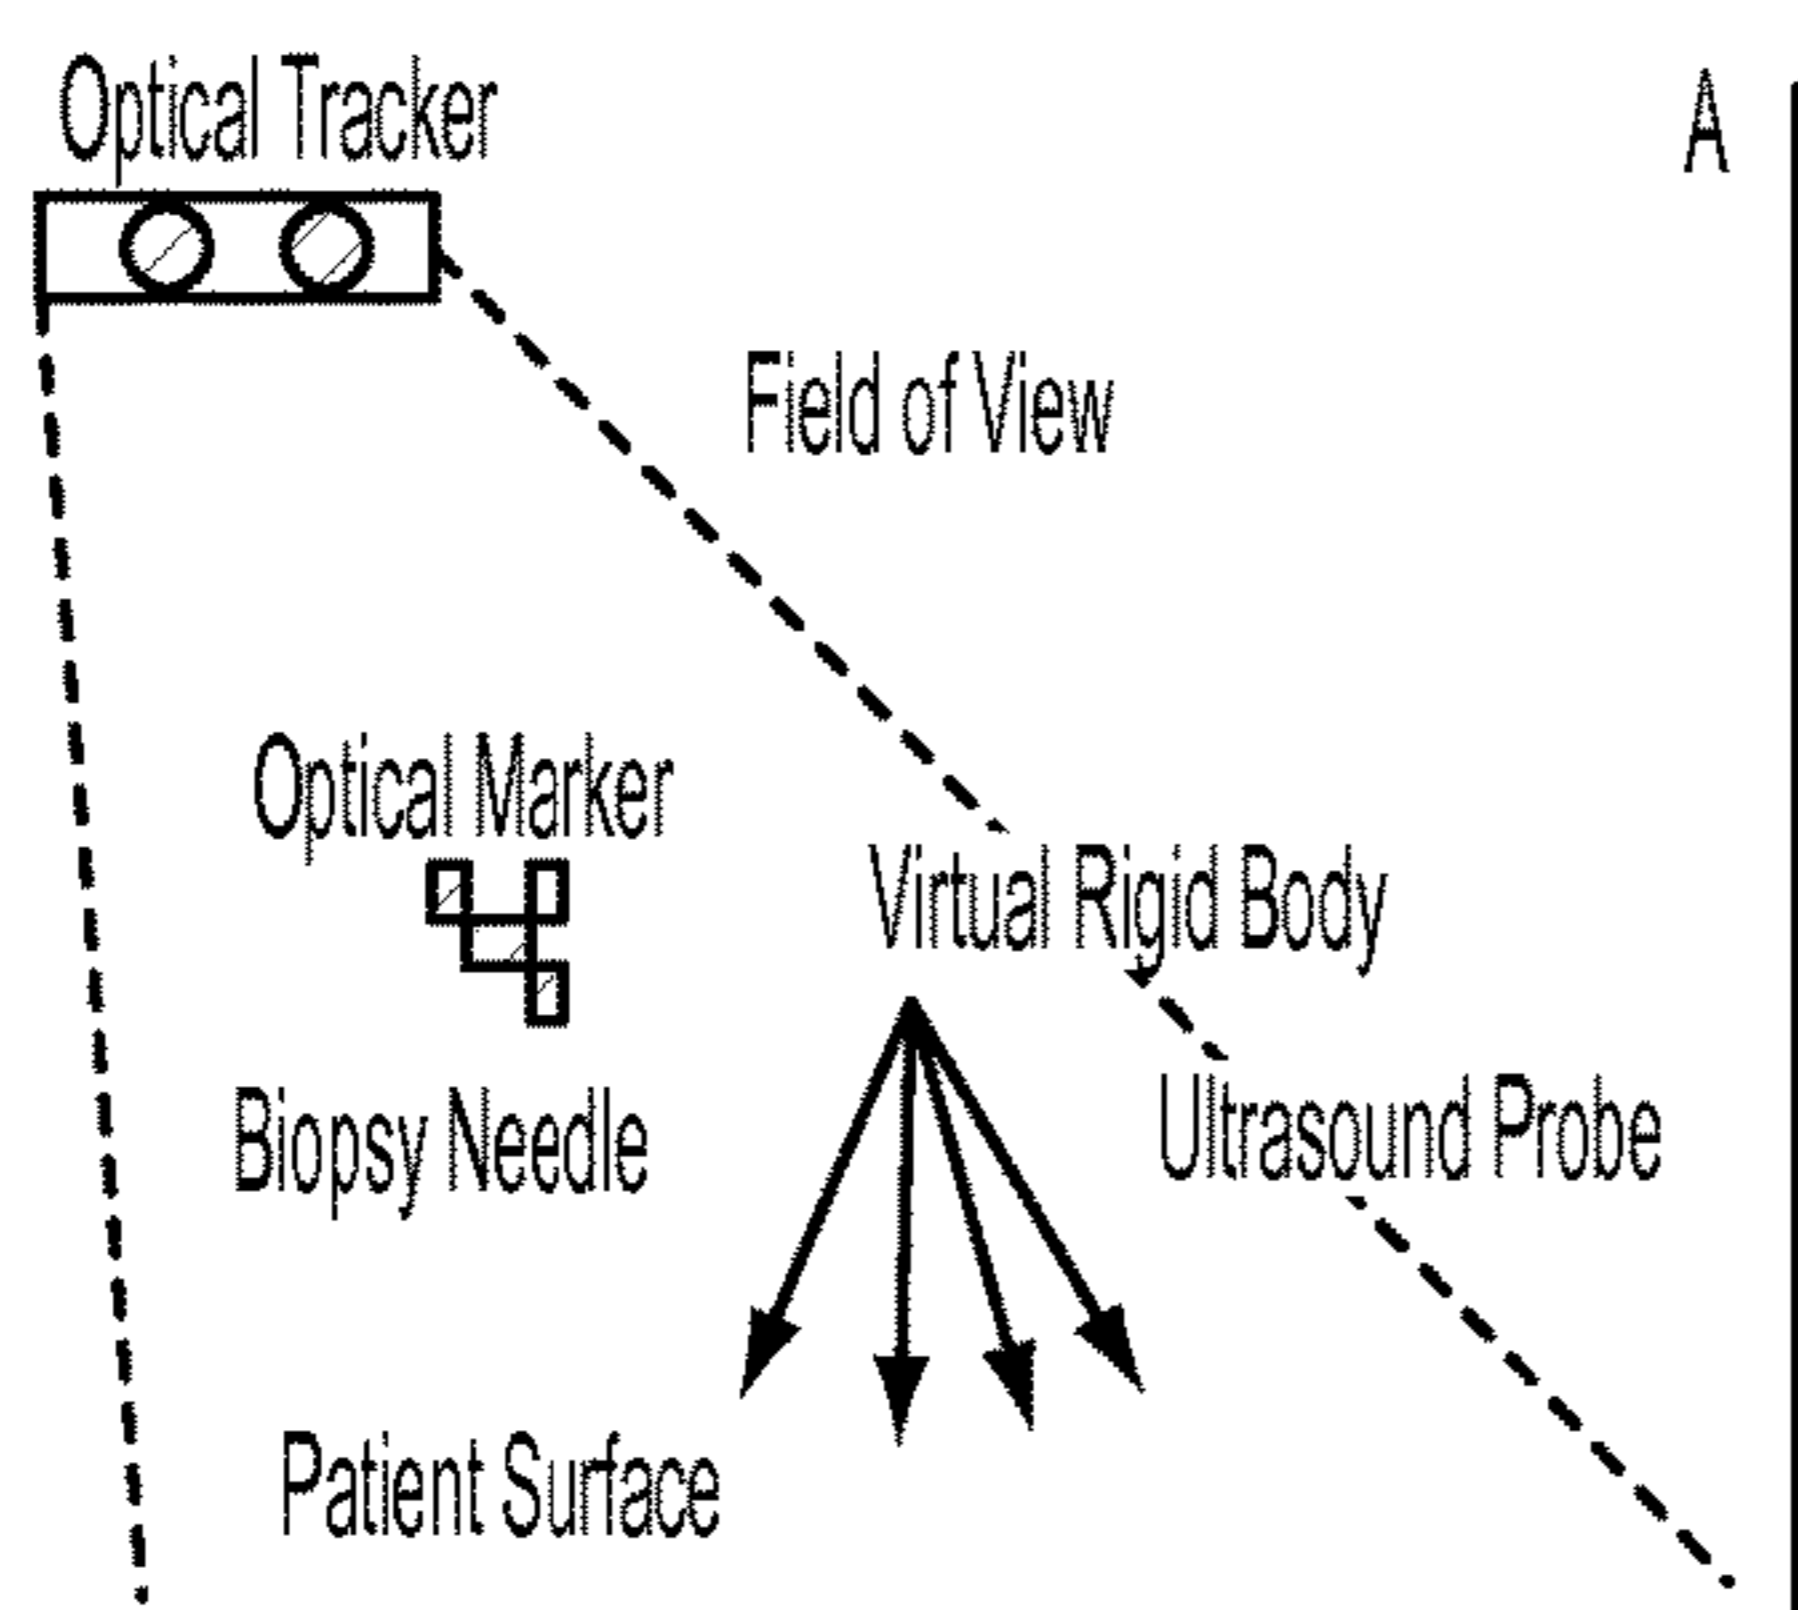 Optical Tracker
A
Field of View
Optical Marker
Virtual Rigid Body
Biopsy Needle
Ultrasound Probe
Patient Surface